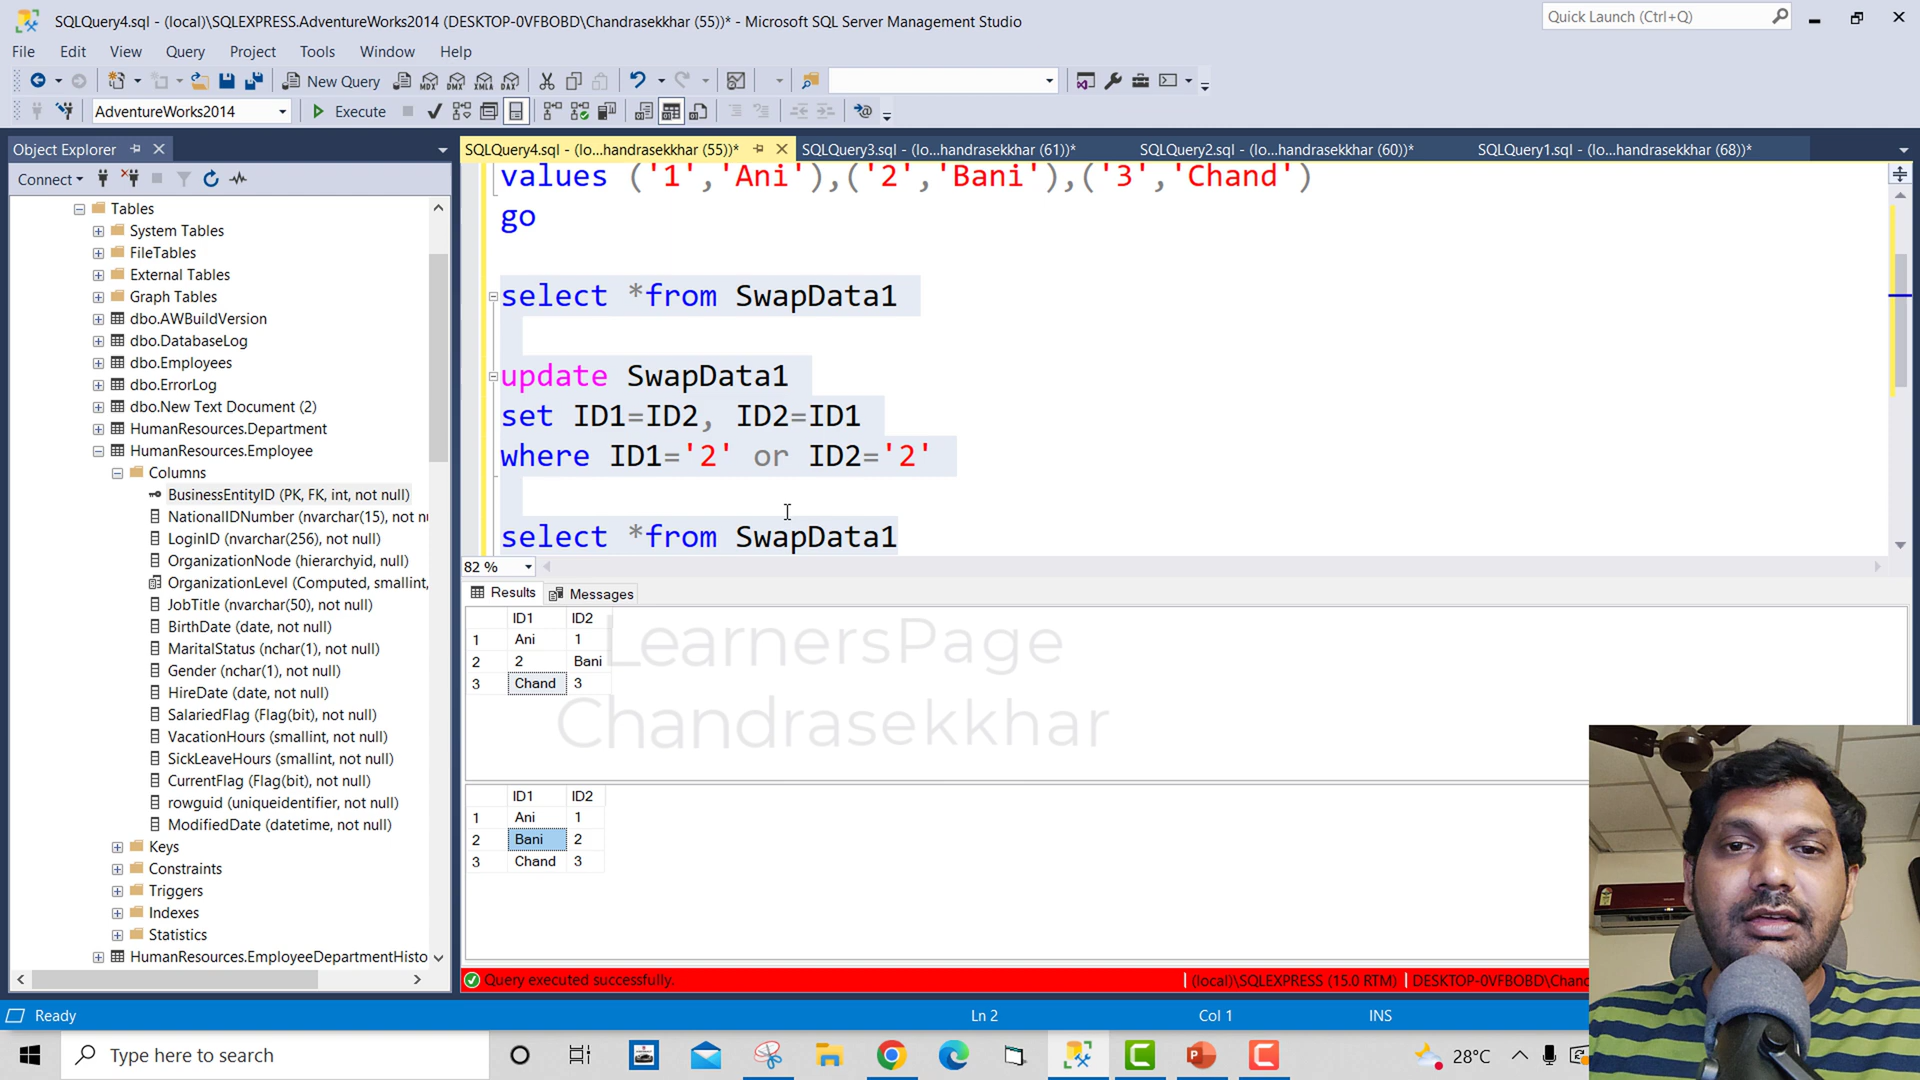 SQLQuery4.sql - (local)\SQLEXPRESS.AdventureWorks2014 (DESKTOP-0VFBOBD\Chandrasekkhar (55))* - Microsoft SQL Server Management Studio
Quick Launch (Ctrl+Q)
File Edit View Query Project Tools Window Help
New Query
MDX DMX XMLA DAX
AdventureWorks2014
Execute
Object Explorer
SQLQuery4.sql - (lo...handrasekkhar (55))*
SQLQuery3.sql - (lo...handrasekkhar (61))*
SQLQuery2.sql - (lo...handrasekkhar (60))*
SQLQuery1.sql - (lo...handrasekkhar (68))*
Connect
Tables
System Tables
FileTables
External Tables
Graph Tables
dbo.AWBuildVersion
dbo.DatabaseLog
dbo.Employees
dbo.ErrorLog
dbo.New Text Document (2)
HumanResources.Department
HumanResources.Employee
Columns
BusinessEntityID (PK, FK, int, not null)
NationalIDNumber (nvarchar(15), not nu
LoginID (nvarchar(256), not null)
OrganizationNode (hierarchyid, null)
OrganizationLevel (Computed, smallint,
JobTitle (nvarchar(50), not null)
BirthDate (date, not null)
MaritalStatus (nchar(1), not null)
Gender (nchar(1), not null)
HireDate (date, not null)
SalariedFlag (Flag(bit), not null)
VacationHours (smallint, not null)
SickLeaveHours (smallint, not null)
CurrentFlag (Flag(bit), not null)
rowguid (uniqueidentifier, not null)
ModifiedDate (datetime, not null)
Keys
Constraints
Triggers
Indexes
Statistics
HumanResources.EmployeeDepartmentHisto
values ('1','Ani'),('2','Bani'),('3','Chand')
go
select *from SwapData1
update SwapData1
set ID1=ID2, ID2=ID1
where ID1='2' or ID2='2'
select *from SwapData1
82 %
Results Messages
ID1 ID2
1 Ani 1
2 2 Bani
3 Chand 3
LearnersPage
Chandrasekkhar
ID1 ID2
1 Ani 1
2 Bani 2
3 Chand 3
Query executed successfully.
(local)\SQLEXPRESS (15.0 RTM)
DESKTOP-0VFBOBD\Chand
Ready
Ln 2
Col 1
INS
Type here to search
28°C